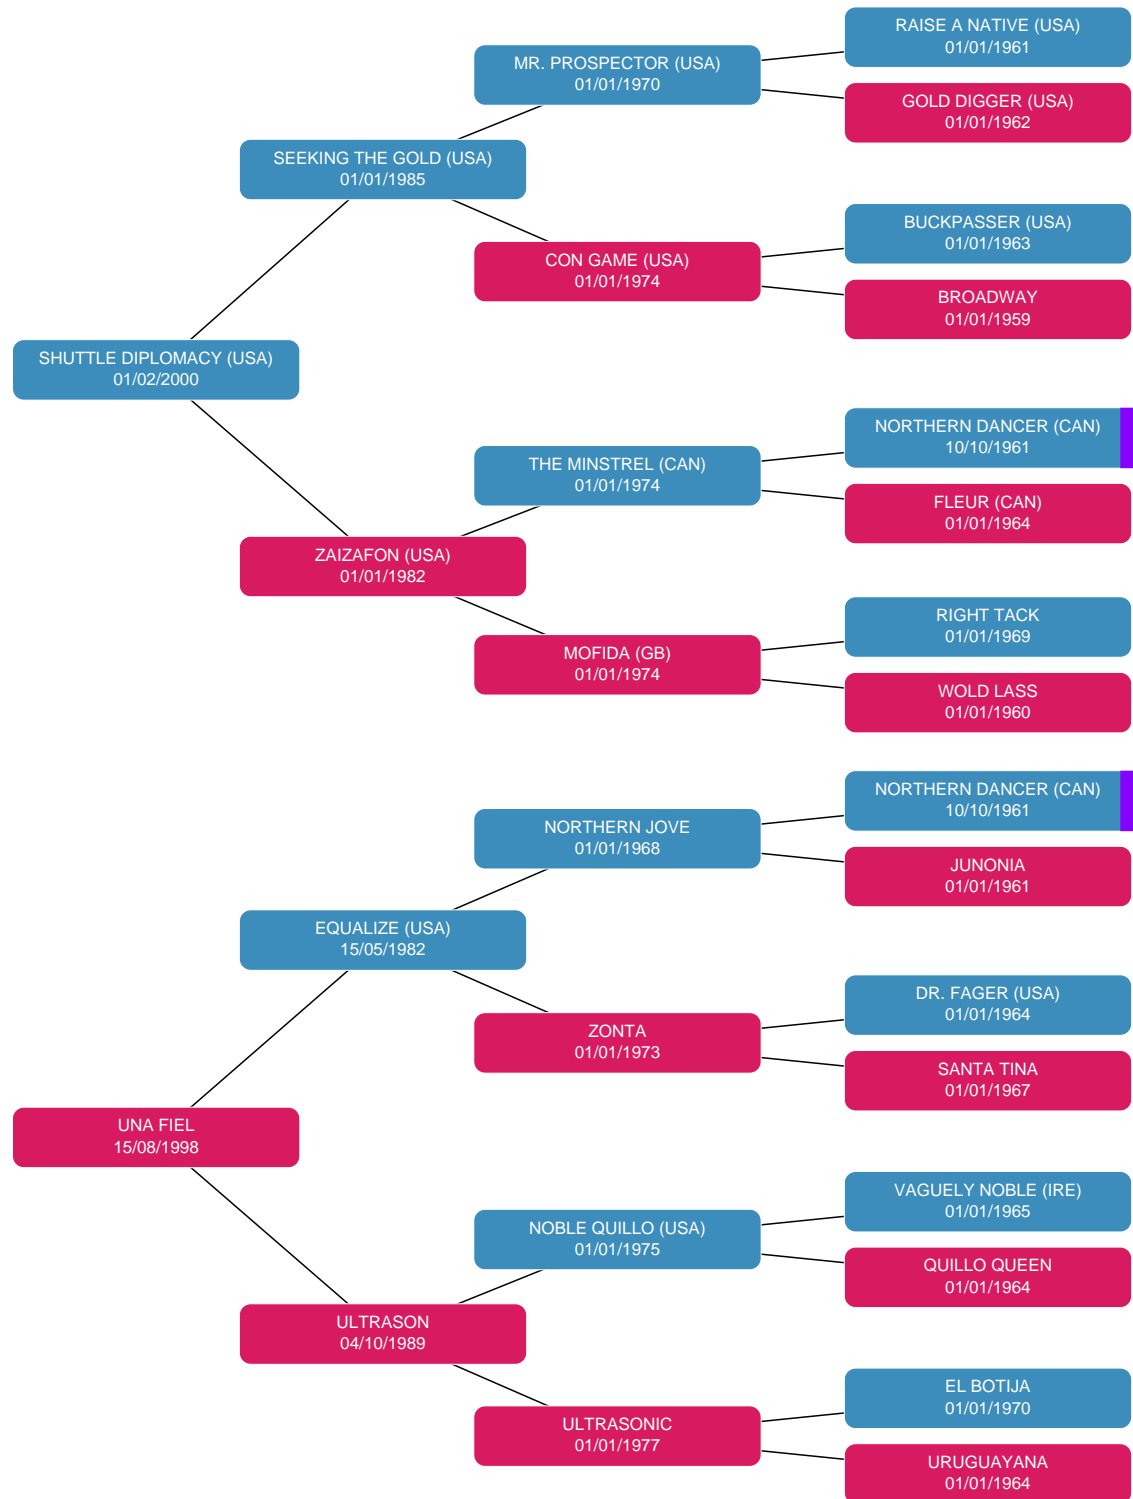 RAISE A NATIVE (USA)
01/01/1961
MR. PROSPECTOR (USA)
01/01/1970
GOLD DIGGER (USA)
01/01/1962
SEEKING THE GOLD (USA)
01/01/1985
BUCKPASSER (USA)
01/01/1963
CON GAME (USA)
01/01/1974
BROADWAY
01/01/1959
SHUTTLE DIPLOMACY (USA)
01/02/2000
NORTHERN DANCER (CAN)
10/10/1961
THE MINSTREL (CAN)
01/01/1974
FLEUR (CAN)
01/01/1964
ZAIZAFON (USA)
01/01/1982
RIGHT TACK
01/01/1969
MOFIDA (GB)
01/01/1974
WOLD LASS
01/01/1960
NORTHERN DANCER (CAN)
10/10/1961
NORTHERN JOVE
01/01/1968
JUNONIA
01/01/1961
EQUALIZE (USA)
15/05/1982
DR. FAGER (USA)
01/01/1964
ZONTA
01/01/1973
SANTA TINA
01/01/1967
UNA FIEL
15/08/1998
VAGUELY NOBLE (IRE)
01/01/1965
NOBLE QUILLO (USA)
01/01/1975
QUILLO QUEEN
01/01/1964
ULTRASON
04/10/1989
EL BOTIJA
01/01/1970
ULTRASONIC
01/01/1977
URUGUAYANA
01/01/1964